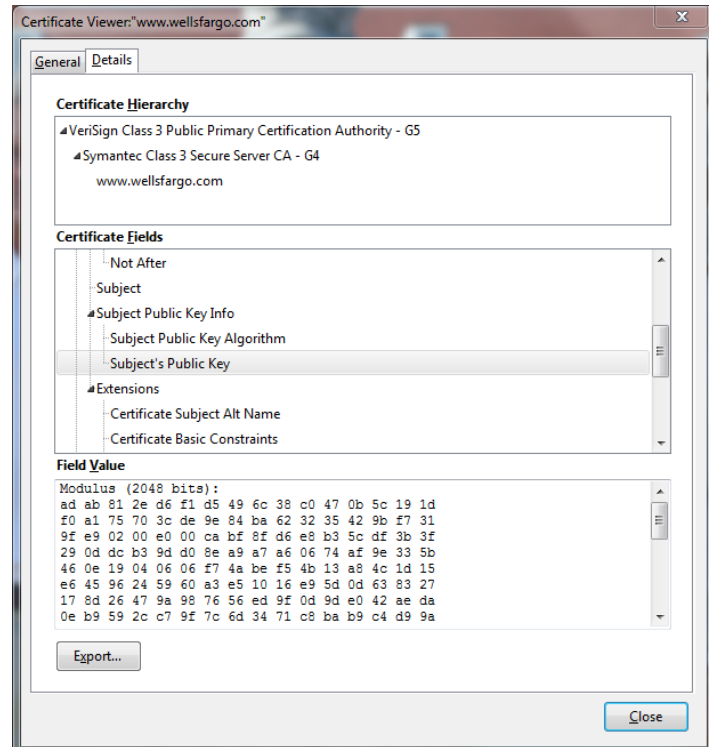 Certificate Viewer:"www.wellsfargo.com"
x
General Details
Certificate Hierarchy
VeriSign Class 3 Public Primary Certification Authority - G5
Symantec Class 3 Secure Server CA - G4
www.wellsfargo.com
Certificate Fields
Not After
Subject
Subject Public Key Info
Subject Public Key Algorithm
Subject's Public Key
Extensions
Certificate Subject Alt Name
Certificate Basic Constraints
Field Value
Modulus (2048 bits):
ad ab 81 2e d6 f1 d5 49 6c 38 c0 47 0b 5c 19 1d
f0 a1 75 70 3c de 9e 84 ba 62 32 35 42 9b f7 31
9f e9 02 00 e0 00 ca bf 8f d6 e8 b3 5c df 3b 3f
29 0d dc b3 9d d0 8e a9 a7 a6 06 74 af 9e 33 5b
46 0e 19 04 06 06 f7 4a be f5 4b 13 a8 4c 1d 15
e6 45 96 24 59 60 a3 e5 10 16 e9 5d 0d 63 83 27
17 8d 26 47 9a 98 76 56 ed 9f 0d 9d e0 42 ae da
0e b9 59 2c c7 9f 7c 6d 34 71 c8 ba b9 c4 d9 9a
Export...
Close